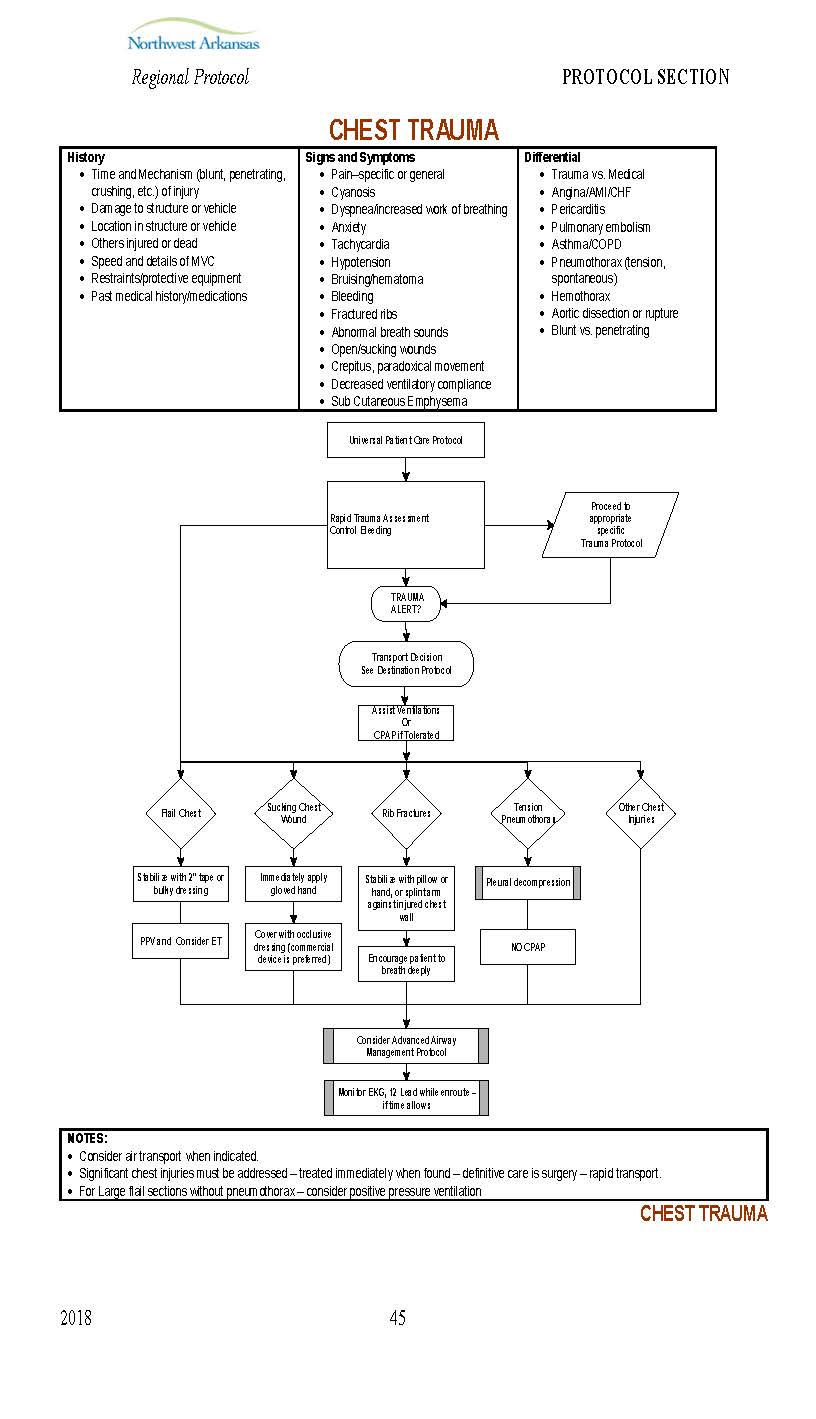 Northwest Arkansas
Regional Protocol
PROTOCOL SECTION
CHEST TRAUMA
History
• Time and Mechanism (blunt, penetrating,
crushing, etc.) of injury
• Damage to structure or vehicle
• Location in structure or vehicle
• Others injured or dead
• Speed and details of MVC
• Restraints/protective equipment
• Past medical history/medications
Signs and Symptoms
• Pain–specific or general
• Cyanosis
• Dyspnea/increased work of breathing
• Anxiety
• Tachycardia
• Hypotension
• Bruising/hematoma
• Bleeding
• Fractured ribs
• Abnormal breath sounds
• Open/sucking wounds
• Crepitus, paradoxical movement
• Decreased ventilatory compliance
• Sub Cutaneous Emphysema
Differential
• Trauma vs. Medical
• Angina/AMI/CHF
• Pericarditis
• Pulmonary embolism
• Asthma/COPD
• Pneumothorax (tension,
spontaneous)
• Hemothorax
• Aortic dissection or rupture
• Blunt vs. penetrating
Universal Patient Care Protocol
Rapid Trauma Assessment
Control Bleeding
Proceed to
appropriate
specific
Trauma Protocol
TRAUMA
ALERT?
Transport Decision
See Destination Protocol
Assist Ventilations
Or
CPAP if Tolerated
Flail Chest
Sucking Chest
Wound
Rib Fractures
Tension
Pneumothorax
Other Chest
Injuries
Stabilize with 2" tape or
bulky dressing
PPV and Consider ET
Immediately apply
gloved hand
Cover with occlusive
dressing (commercial
device is preferred)
Stabilize with pillow or
hand, or splint arm
against injured chest
wall
Encourage patient to
breath deeply
Pleural decompression
NO CPAP
Consider Advanced Airway
Management Protocol
Monitor EKG, 12 Lead while enroute –
if time allows
NOTES:
• Consider air transport when indicated.
• Significant chest injuries must be addressed – treated immediately when found – definitive care is surgery – rapid transport.
• For Large flail sections without pneumothorax – consider positive pressure ventilation
CHEST TRAUMA
2018
45